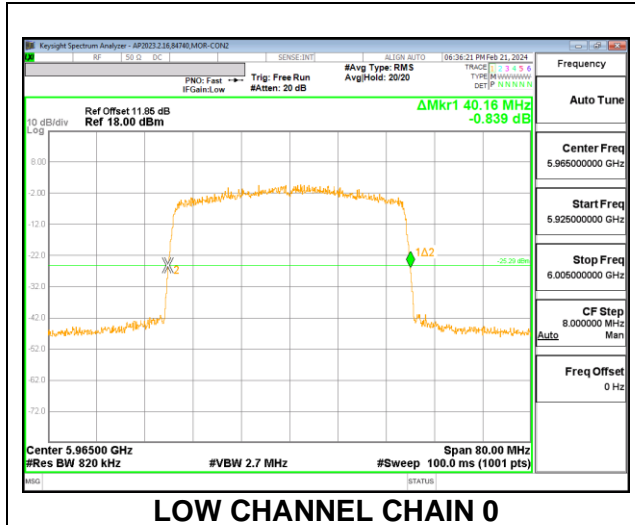 Keysight Spectrum Analyzer - AP2023.2.16,84740,MOR-CON2
RF 50 Ω DC SENSE:INT ALIGN AUTO 06:36:21 PM Feb 21, 2024
PNO: Fast
IFGain:Low
Trig: Free Run
#Atten: 20 dB
#Avg Type: RMS
Avg|Hold: 20/20
TRACE 1 2 3 4 5 6
TYPE M WWWWW
DET P N N N N N
ΔMkr1 40.16 MHz
-0.839 dB
Ref Offset 11.85 dB
10 dB/div Ref 18.00 dBm
Log
8.00
-2.00
-12.0
-22.0
-32.0
-42.0
-52.0
-62.0
-72.0
2
1Δ2
Center 5.96500 GHz Span 80.00 MHz
#Res BW 820 kHz #VBW 2.7 MHz #Sweep 100.0 ms (1001 pts)
MSG STATUS
Frequency
Auto Tune
Center Freq
5.965000000 GHz
Start Freq
5.925000000 GHz
Stop Freq
6.005000000 GHz
CF Step
8.000000 MHz
Auto Man
Freq Offset
0 Hz
LOW CHANNEL CHAIN 0